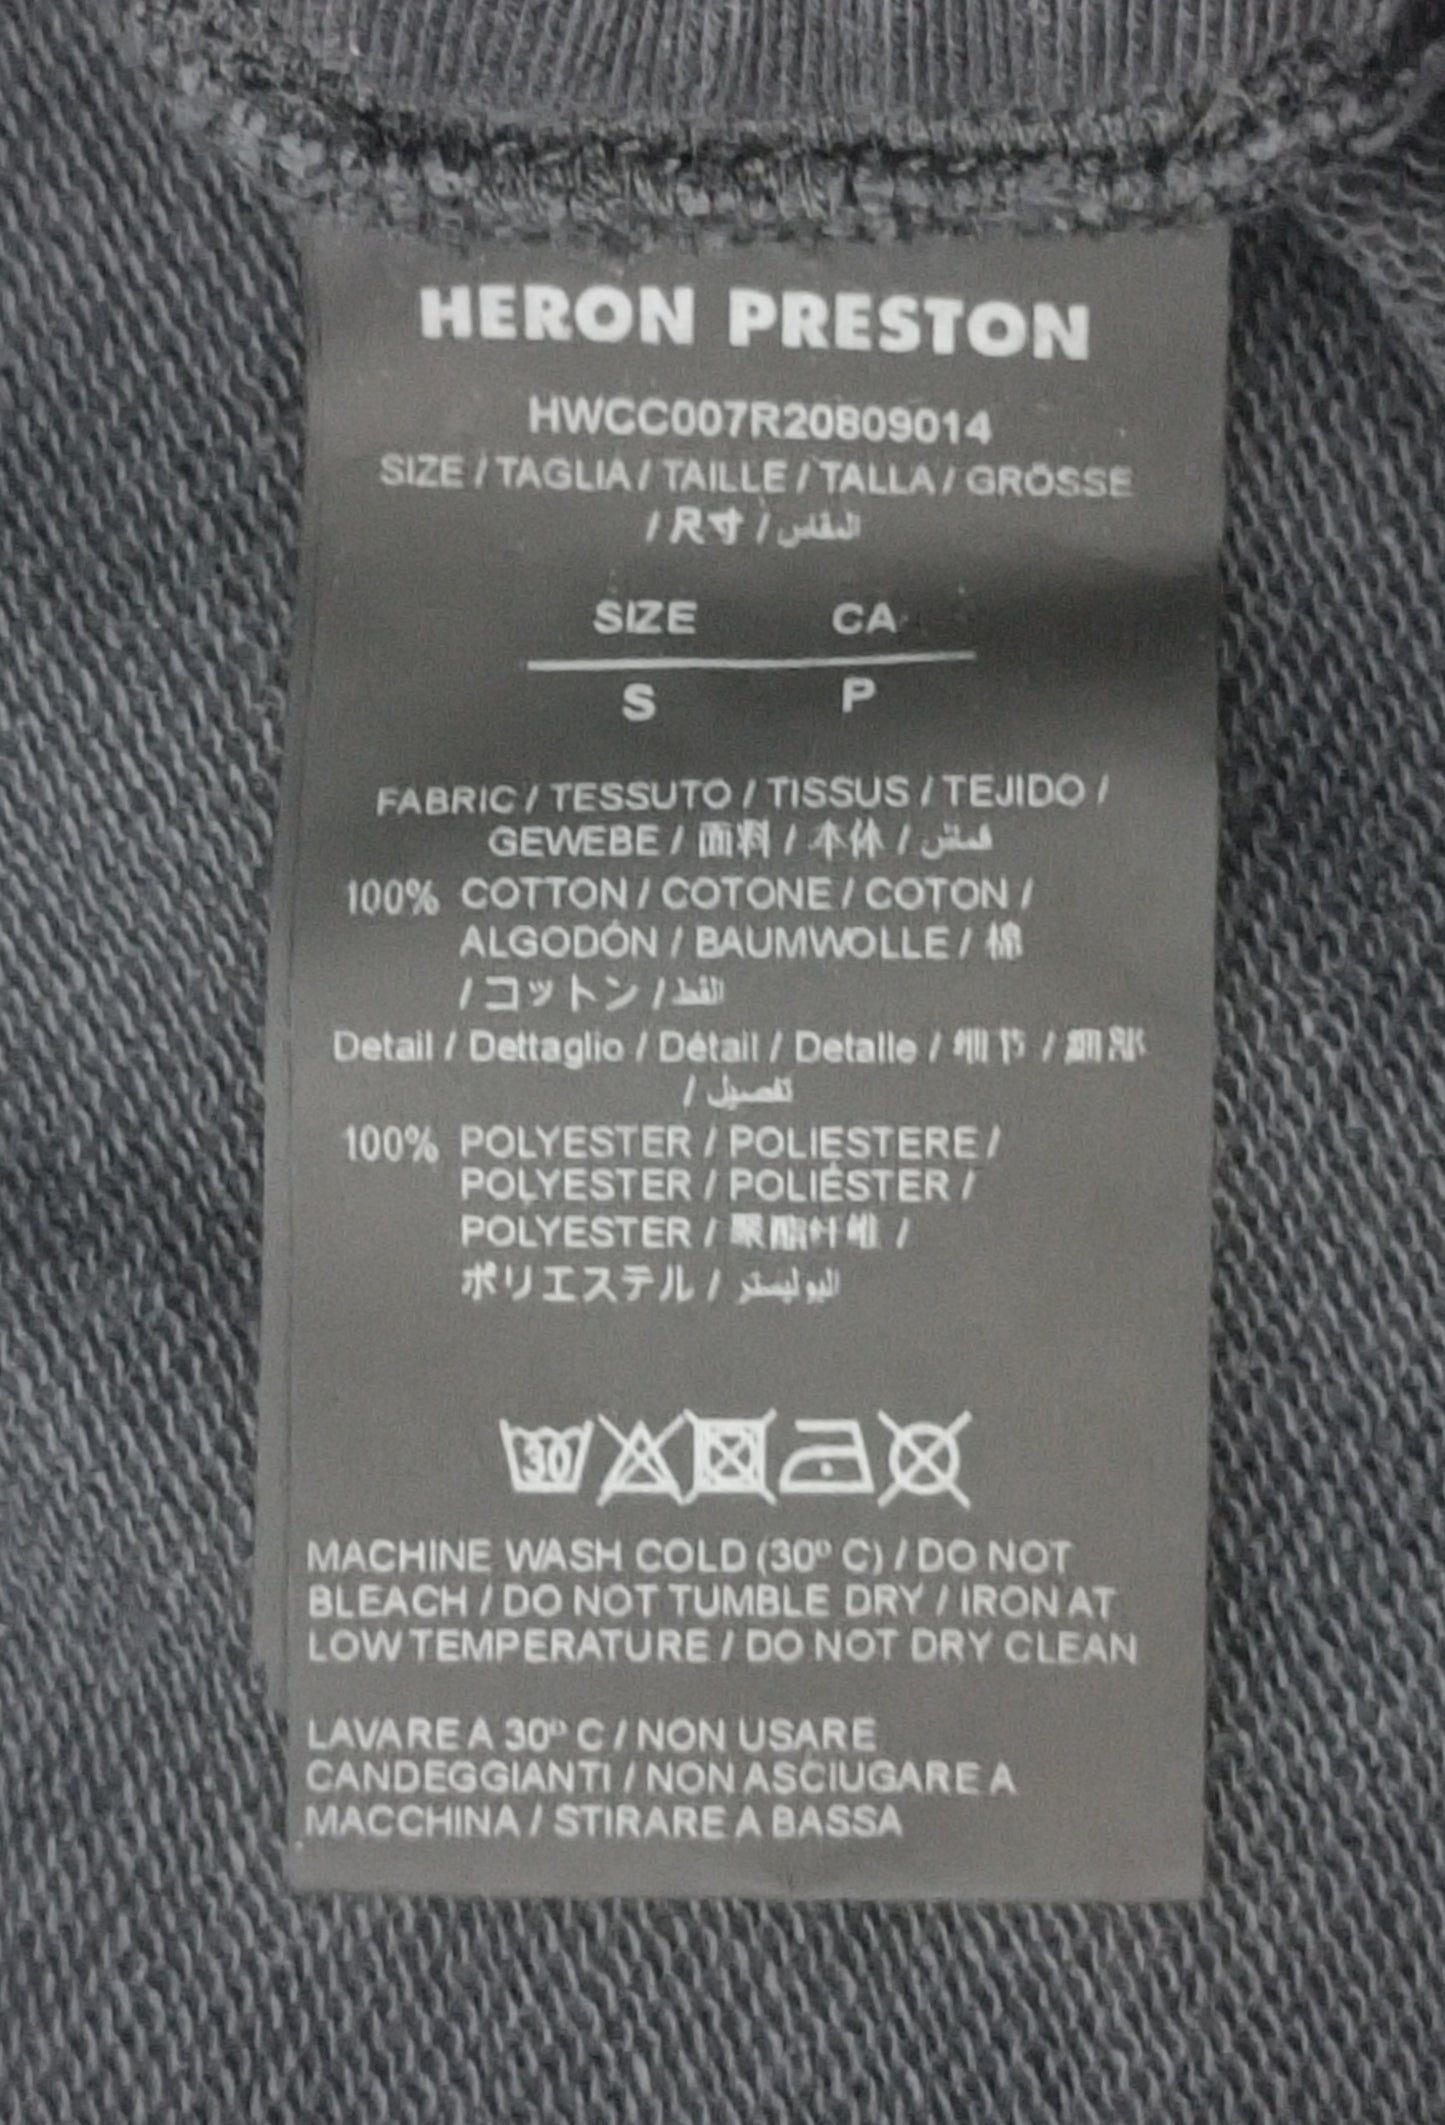 HERON PRESTON
HWCC007R20809014
SIZE / TAGLIA / TAILLE / TALLA / GRÖSSE
/ 尺寸 / المقاس
SIZE CA
S P
FABRIC / TESSUTO / TISSUS / TEJIDO /
GEWEBE / 面料 / 本体 / قماش
100% COTTON / COTONE / COTON /
ALGODÓN / BAUMWOLLE / 棉
/ コットン / القط
Detail / Dettaglio / Détail / Detalle / 细节 / 細部
/ تفصيل
100% POLYESTER / POLIESTERE /
POLYESTER / POLIÉSTER /
POLYESTER / 聚酯纤维 /
ポリエステル / البوليستر
30
MACHINE WASH COLD (30º C) / DO NOT
BLEACH / DO NOT TUMBLE DRY / IRON AT
LOW TEMPERATURE / DO NOT DRY CLEAN
LAVARE A 30º C / NON USARE
CANDEGGIANTI / NON ASCIUGARE A
MACCHINA / STIRARE A BASSA